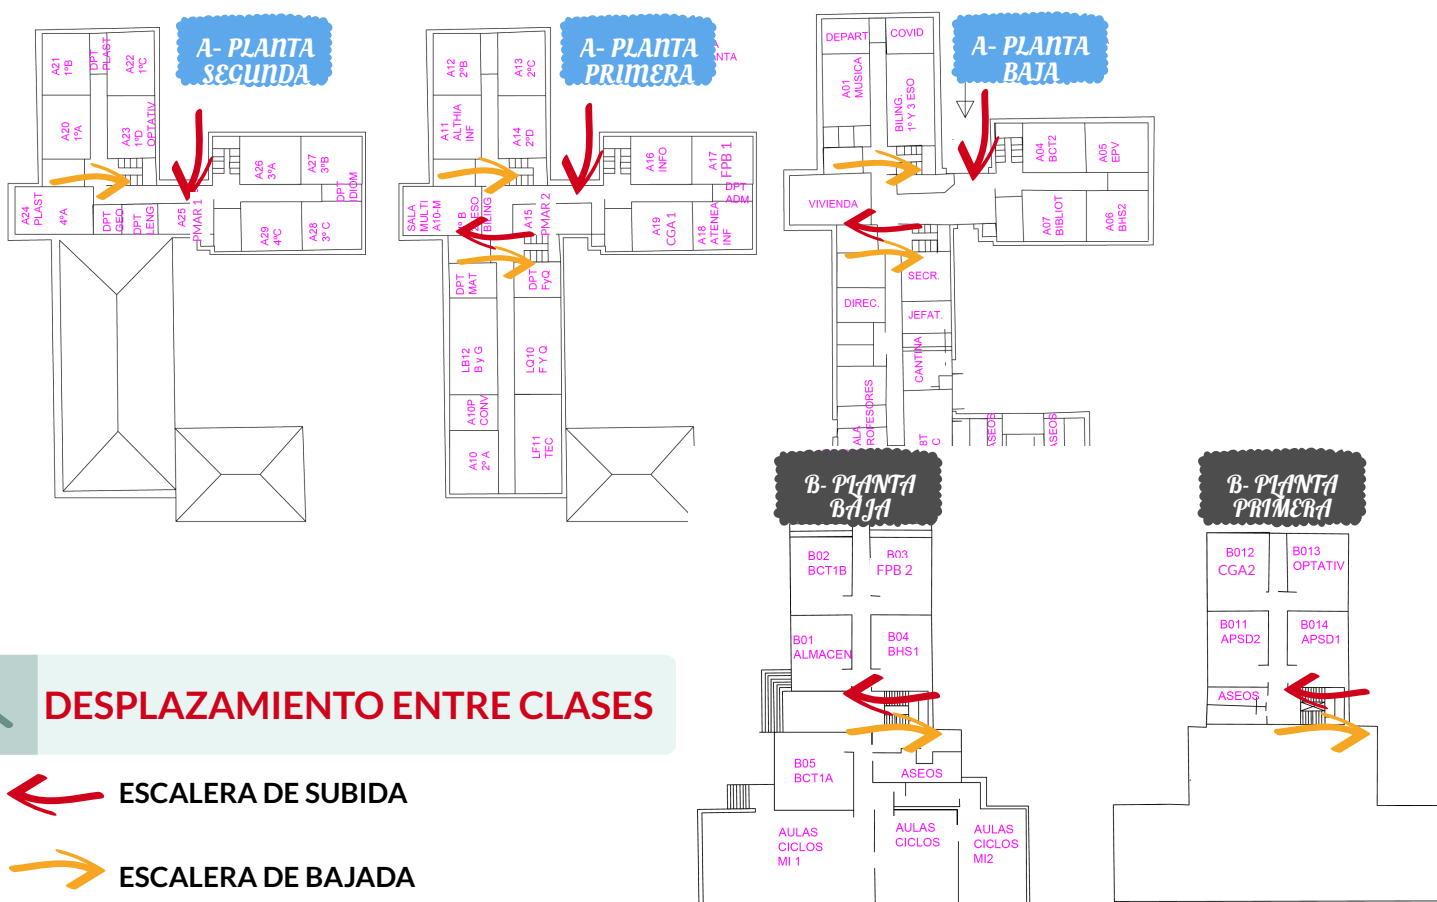 A- PLANTA
SEGUNDA
A21
1ºB
DPT
PLAST
A22
1ºC
A20
1ºA
A23
1ºD
OPTATIV
A24
PLAST
4ºA
DPT
GEO
DPT
LENG
A25
PMAR 1
A26
3ºA
A27
3ºB
DPT
IDIOM
A29
4ºC
A28
3º C
A- PLANTA
PRIMERA
NTA
A12
2ºB
A13
2ºC
A11
ALTHIA
INF
A14
2ºD
SALA
MULTI
A10-M
BILING
A15
PMAR 2
A16
INFO
A17
FPB 1
DPT
ADM
A19
CGA 1
A18
ATENEA
INF
DPT
MAT
DPT
FyQ
LB12
B y G
LQ10
F Y Q
A10P
CONV
A10
2º A
LF11
TEC
A- PLANTA
BAJA
DEPART
COVID
A01
MUSICA
BILING.
1º Y 3 ESO
A04
BCT2
A05
EPV
VIVIENDA
A07
BIBLIOT
A06
BHS2
SECR.
DIREC.
JEFAT.
CANTINA
ALA
ROFESORES
BT
C
ASEOS
ASEOS
B- PLANTA
BAJA
B02
BCT1B
B03
FPB 2
B01
ALMACEN
B04
BHS1
B05
BCT1A
ASEOS
AULAS
CICLOS
MI 1
AULAS
CICLOS
AULAS
CICLOS
MI2
B- PLANTA
PRIMERA
B012
CGA2
B013
OPTATIV
B011
APSD2
B014
APSD1
ASEOS
DESPLAZAMIENTO ENTRE CLASES
ESCALERA DE SUBIDA
ESCALERA DE BAJADA